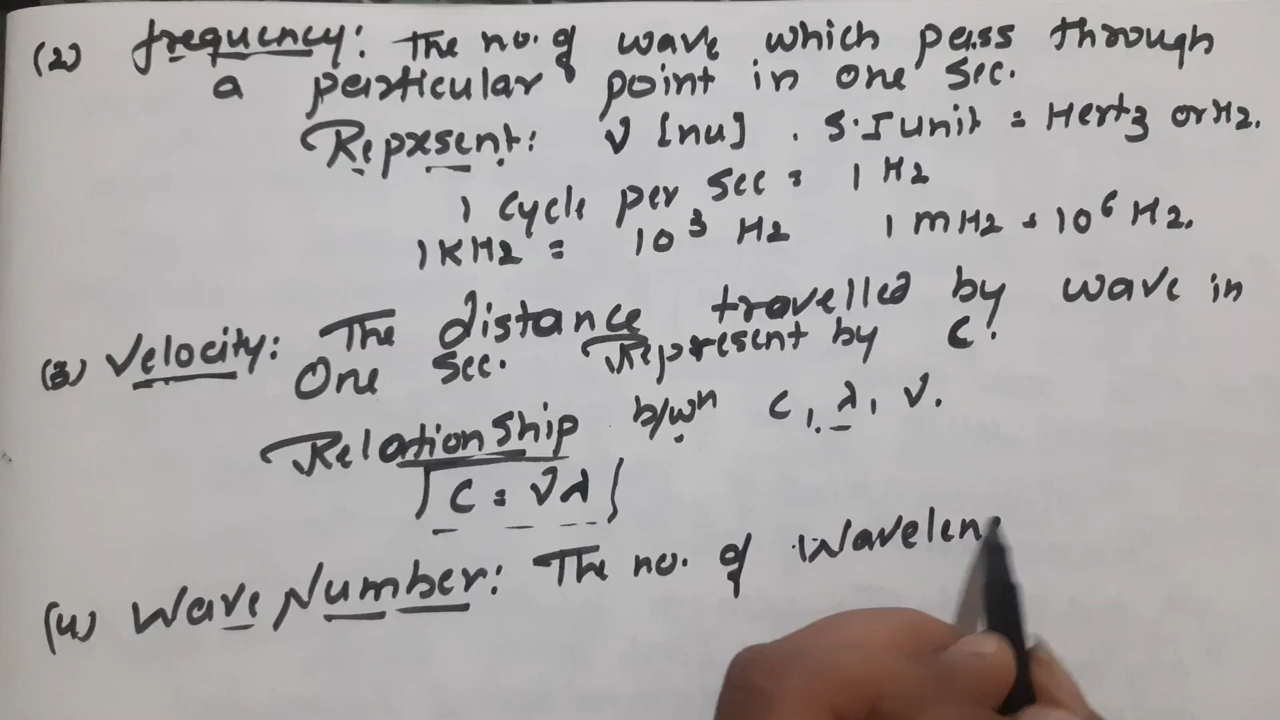 (2) frequency: The no. of wave which pass through
a particular point in one sec.
Represent: ν [nu]. S.I unit = Hertz or Hz.
1 cycle per sec = 1 Hz
1KHz = 10³ Hz 1 mHz = 10⁶ Hz.
(3) Velocity: The distance travelled by wave in
One sec. Represent by C.
Relationship b/wn C, λ, ν.
C = νλ
(4) Wave Number: The no. of wavelen